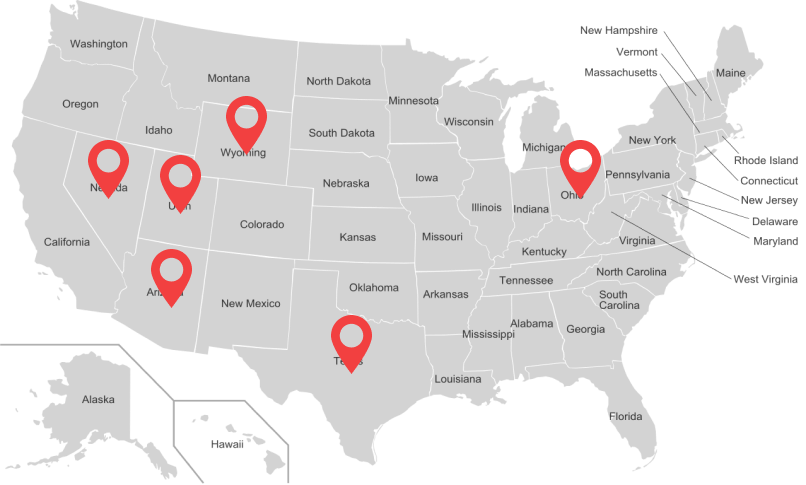 New Hampshire
Washington
Vermont
Massachusetts
Maine
Montana
North Dakota
Minnesota
Oregon
Wisconsin
Idaho
South Dakota
New York
Michigan
Wyoming
Rhode Island
Pennsylvania
Iowa
Connecticut
Nebraska
Nevada
Ohio
New Jersey
Utah
Illinois
Indiana
Delaware
Colorado
Kansas
Missouri
Virginia
Maryland
California
Kentucky
North Carolina
West Virginia
Tennessee
Oklahoma
Arizona
Arkansas
South
Carolina
New Mexico
Alabama
Mississippi
Georgia
Texas
Louisiana
Alaska
Florida
Hawaii